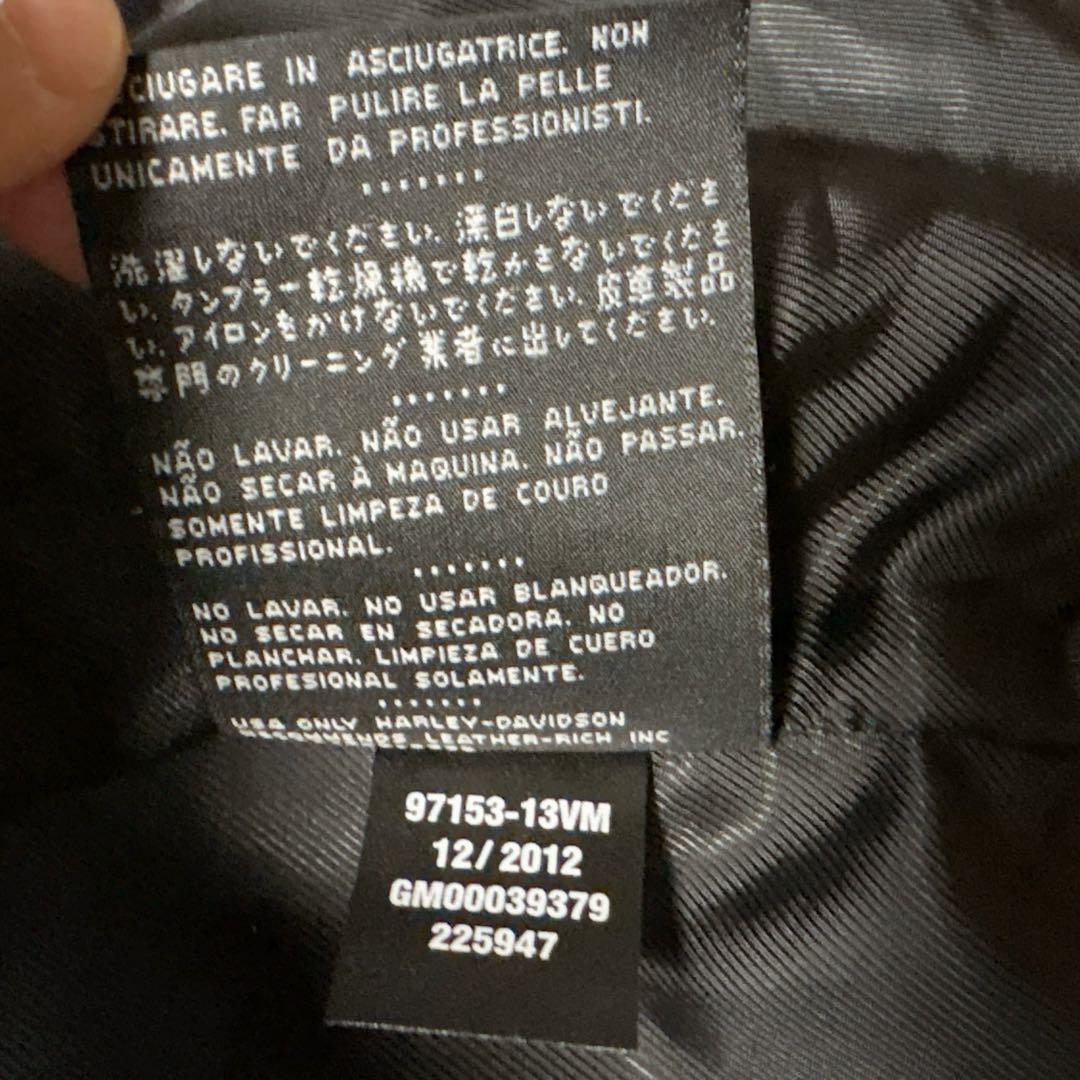 CIUGARE IN ASCIUGATRICE. NON
STIRARE. FAR PULIRE LA PELLE
UNICAMENTE DA PROFESSIONISTI.
.......
洗濯しないでください. 漂白しないでくださ
い. タンブラー乾燥機で乾かさないでくださ
い. アイロンをかけないでください. 皮革製品
専門のクリーニング業者に出してください.
.......
NÃO LAVAR. NÃO USAR ALVEJANTE.
NÃO SECAR À MAQUINA. NÃO PASSAR.
SOMENTE LIMPEZA DE COURO
PROFISSIONAL.
.......
NO LAVAR. NO USAR BLANQUEADOR.
NO SECAR EN SECADORA. NO
PLANCHAR. LIMPIEZA DE CUERO
PROFESIONAL SOLAMENTE.
.......
USA ONLY HARLEY-DAVIDSON
RECOMMENDS LEATHER-RICH INC
97153-13VM
12/2012
GM00039379
225947